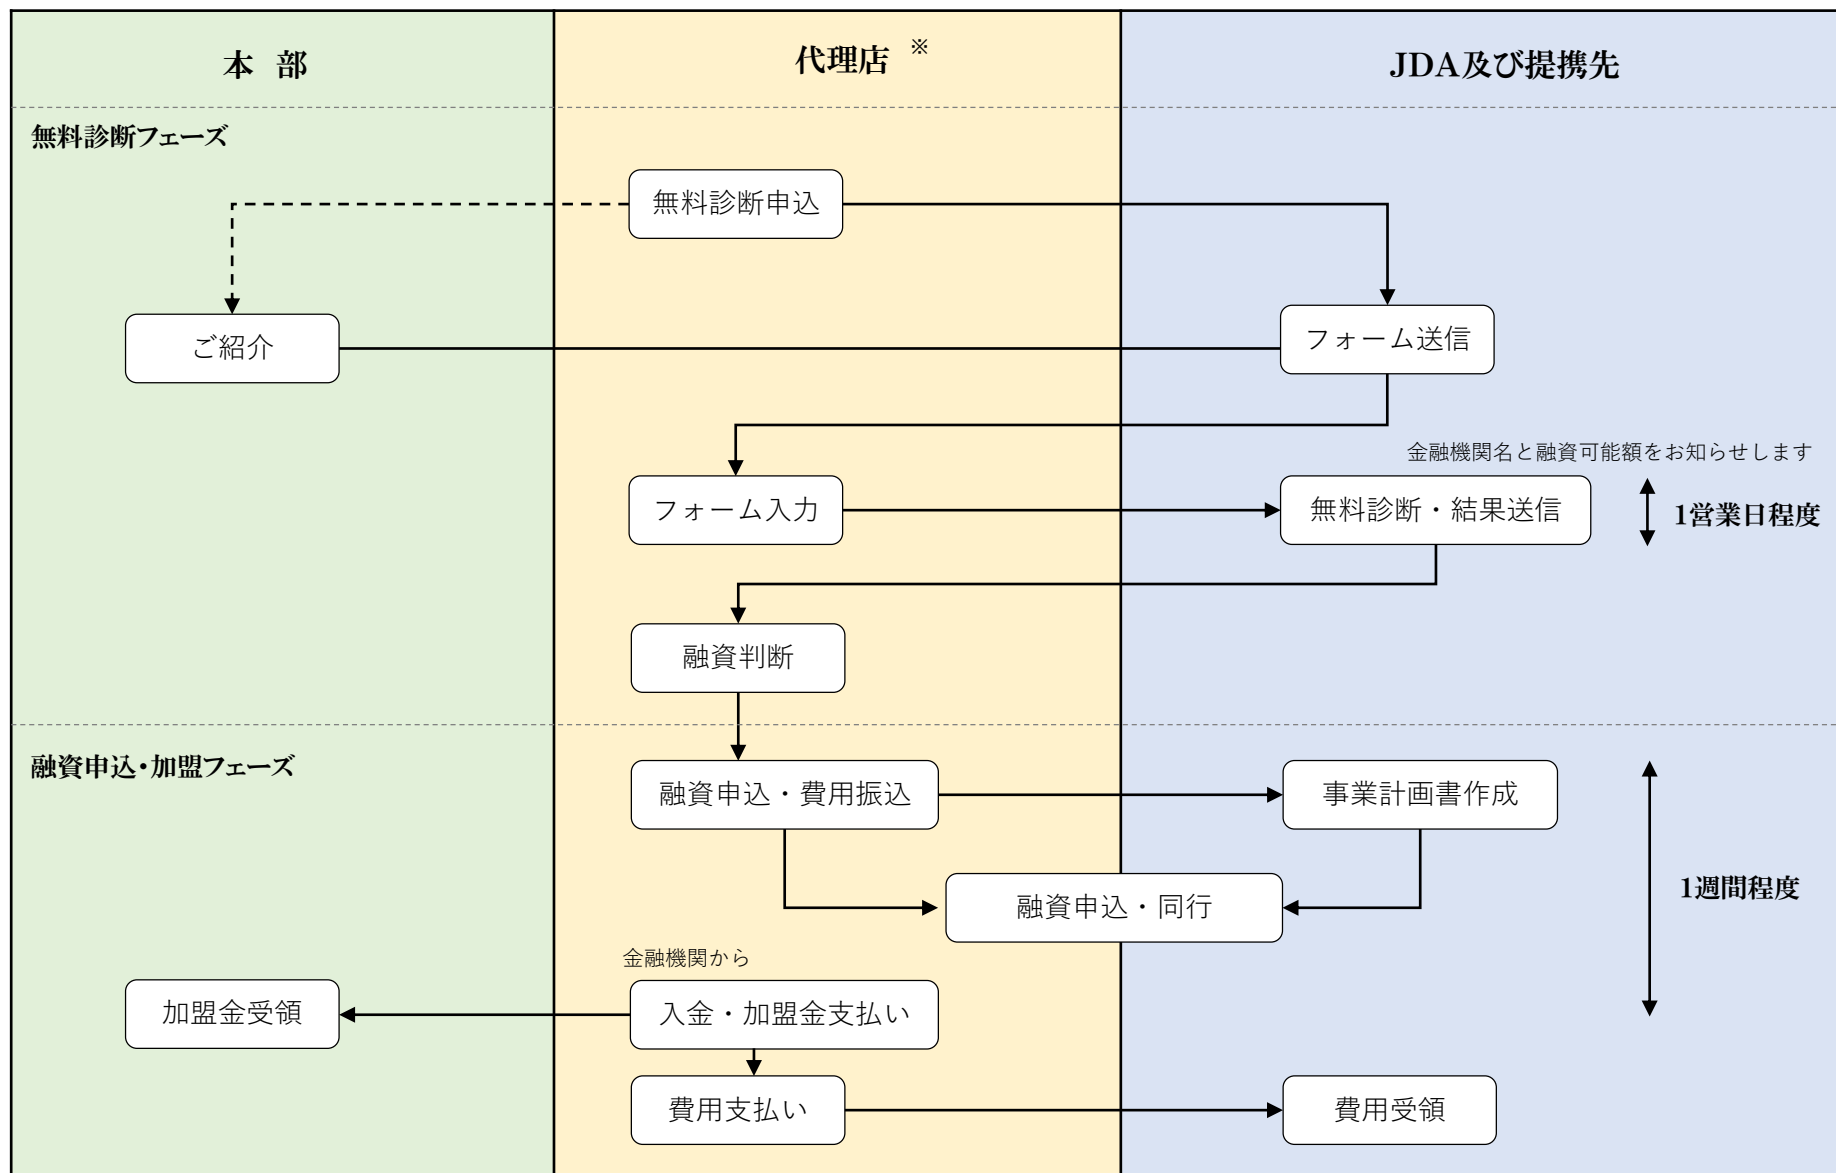 本 部
代理店 ※
JDA及び提携先
無料診断フェーズ
無料診断申込
ご紹介
フォーム送信
金融機関名と融資可能額をお知らせします
フォーム入力
無料診断・結果送信
1営業日程度
融資判断
融資申込・加盟フェーズ
融資申込・費用振込
事業計画書作成
1週間程度
融資申込・同行
金融機関から
加盟金受領
入金・加盟金支払い
費用支払い
費用受領